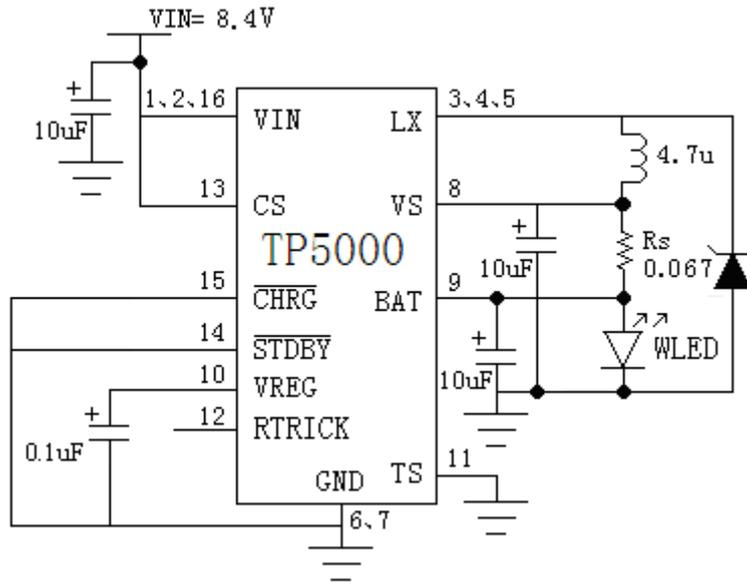 VIN= 8.4V
+
10uF
1、2、16
VIN
LX
3、4、5
4.7u
13
CS
VS
8
TP5000
+
10uF
Rs
0.067
15
CHRG
BAT
9
14
STDBY
+
10uF
WLED
10
VREG
+
0.1uF
12
RTRICK
TS
11
GND
6、7